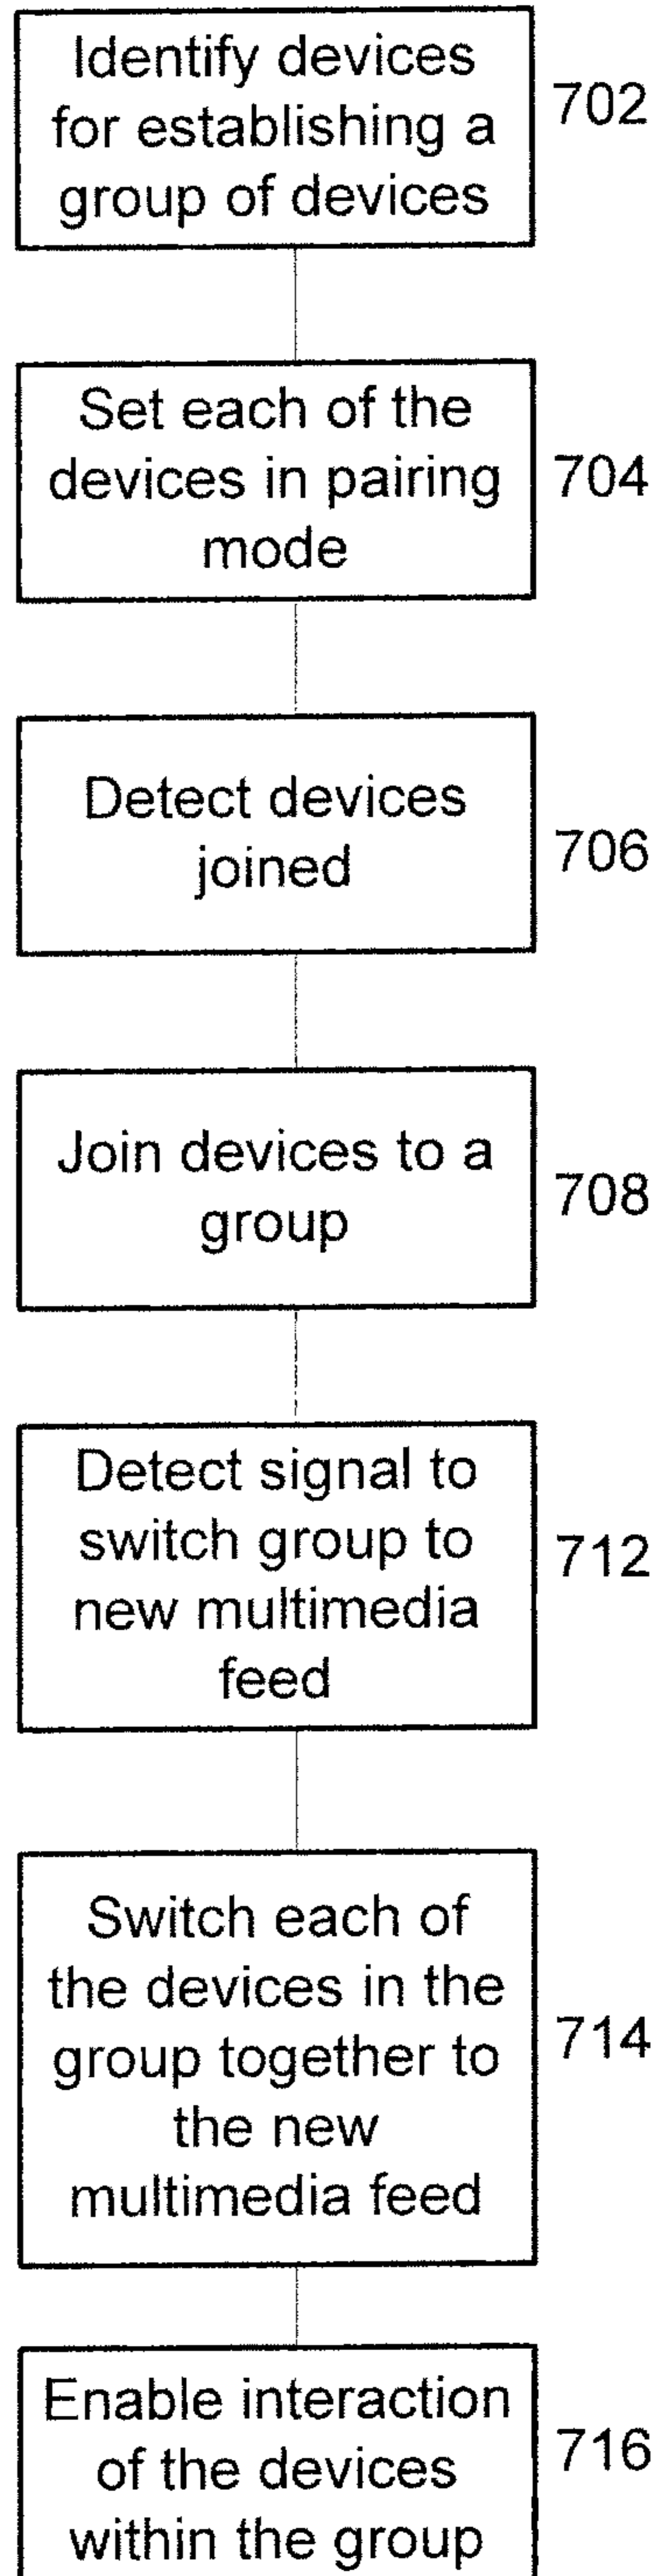 Identify devices
for establishing a
group of devices
702
Set each of the
devices in pairing
mode
704
Detect devices
joined
706
Join devices to a
group
708
Detect signal to
switch group to
new multimedia
feed
712
Switch each of
the devices in the
group together to
the new
multimedia feed
714
Enable interaction
of the devices
within the group
716